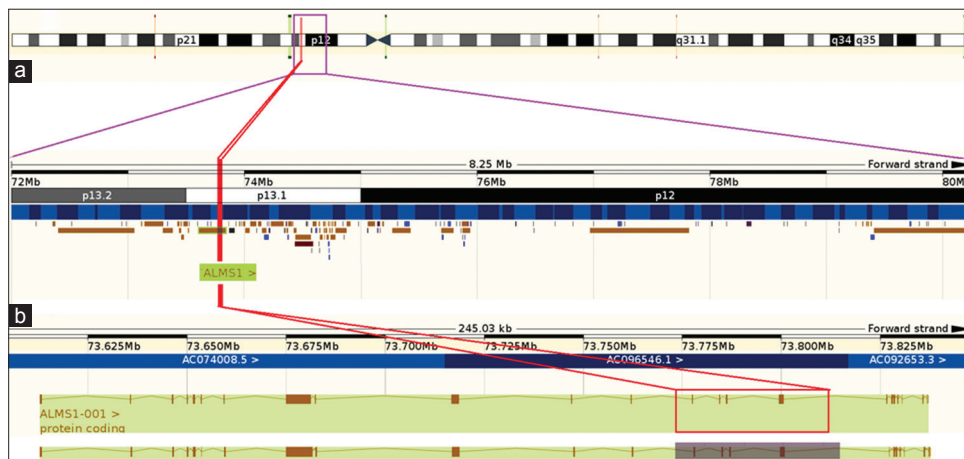 p21 p12 q31.1 q34 q35
a
8.25 Mb Forward strand
72Mb 74Mb 76Mb 78Mb 80M
p13.2 p13.1 p12
ALMS1 >
b
245.03 kb Forward strand
73.625Mb 73.650Mb 73.675Mb 73.700Mb 73.725Mb 73.750Mb 73.775Mb 73.800Mb 73.825Mb
AC074008.5 > AC096546.1 > AC092653.3 >
ALMS1-001 >
protein coding